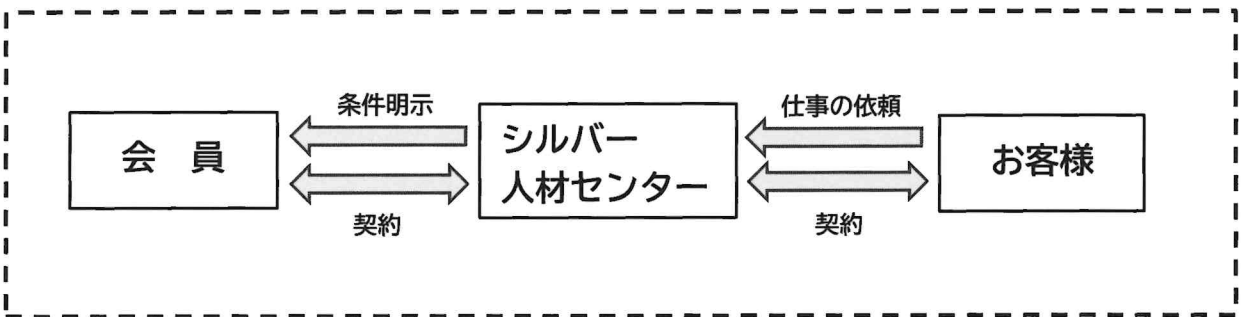 条件明示
仕事の依頼
会 員
シルバー
人材センター
お客様
契約
契約